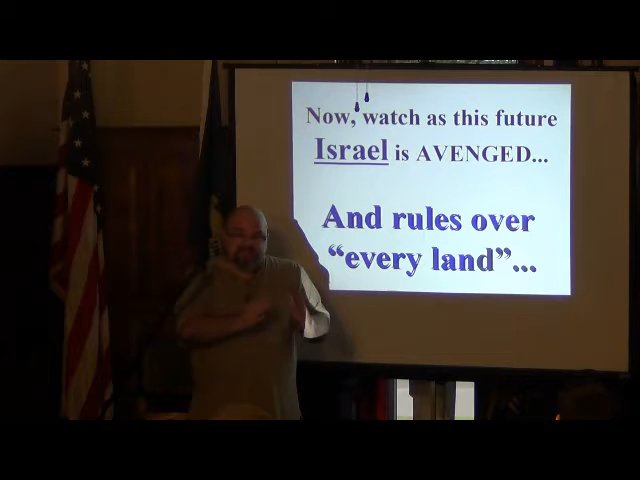 Now, watch as this future
Israel is AVENGED...
And rules over
“every land”...